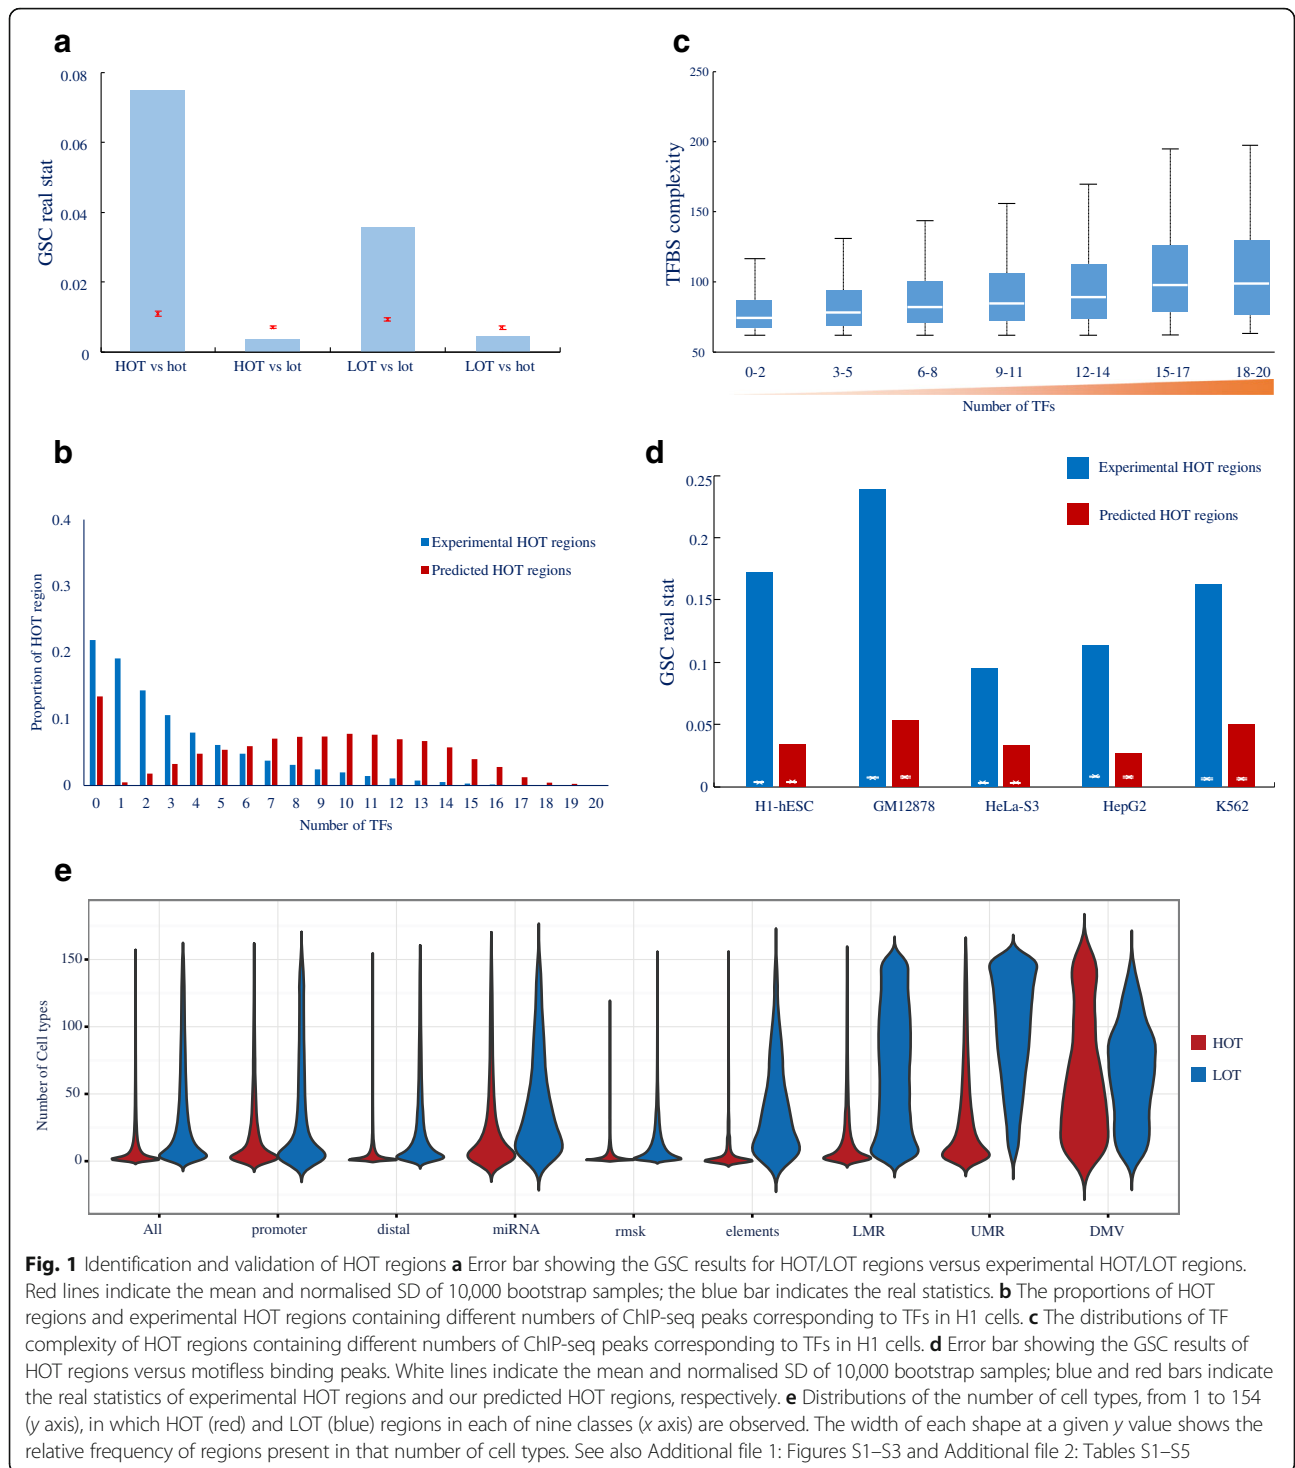 a
0.08
0.06
0.04
0.02
0
GSC real stat
HOT vs hot
HOT vs lot
LOT vs lot
LOT vs hot
c
250
200
150
100
50
TFBS complexity
0-2
3-5
6-8
9-11
12-14
15-17
18-20
Number of TFs
b
0.4
0.3
0.2
0.1
0
Proportion of HOT region
Experimental HOT regions
Predicted HOT regions
0 1 2 3 4 5 6 7 8 9 10 11 12 13 14 15 16 17 18 19 20
Number of TFs
d
0.25
0.2
0.15
0.1
0.05
0
GSC real stat
Experimental HOT regions
Predicted HOT regions
H1-hESC
GM12878
HeLa-S3
HepG2
K562
e
150
100
50
0
Number of Cell types
HOT
LOT
All
promoter
distal
miRNA
rmsk
elements
LMR
UMR
DMV
Fig. 1 Identification and validation of HOT regions a Error bar showing the GSC results for HOT/LOT regions versus experimental HOT/LOT regions.
Red lines indicate the mean and normalised SD of 10,000 bootstrap samples; the blue bar indicates the real statistics. b The proportions of HOT
regions and experimental HOT regions containing different numbers of ChIP-seq peaks corresponding to TFs in H1 cells. c The distributions of TF
complexity of HOT regions containing different numbers of ChIP-seq peaks corresponding to TFs in H1 cells. d Error bar showing the GSC results of
HOT regions versus motifless binding peaks. White lines indicate the mean and normalised SD of 10,000 bootstrap samples; blue and red bars indicate
the real statistics of experimental HOT regions and our predicted HOT regions, respectively. e Distributions of the number of cell types, from 1 to 154
(y axis), in which HOT (red) and LOT (blue) regions in each of nine classes (x axis) are observed. The width of each shape at a given y value shows the
relative frequency of regions present in that number of cell types. See also Additional file 1: Figures S1–S3 and Additional file 2: Tables S1–S5